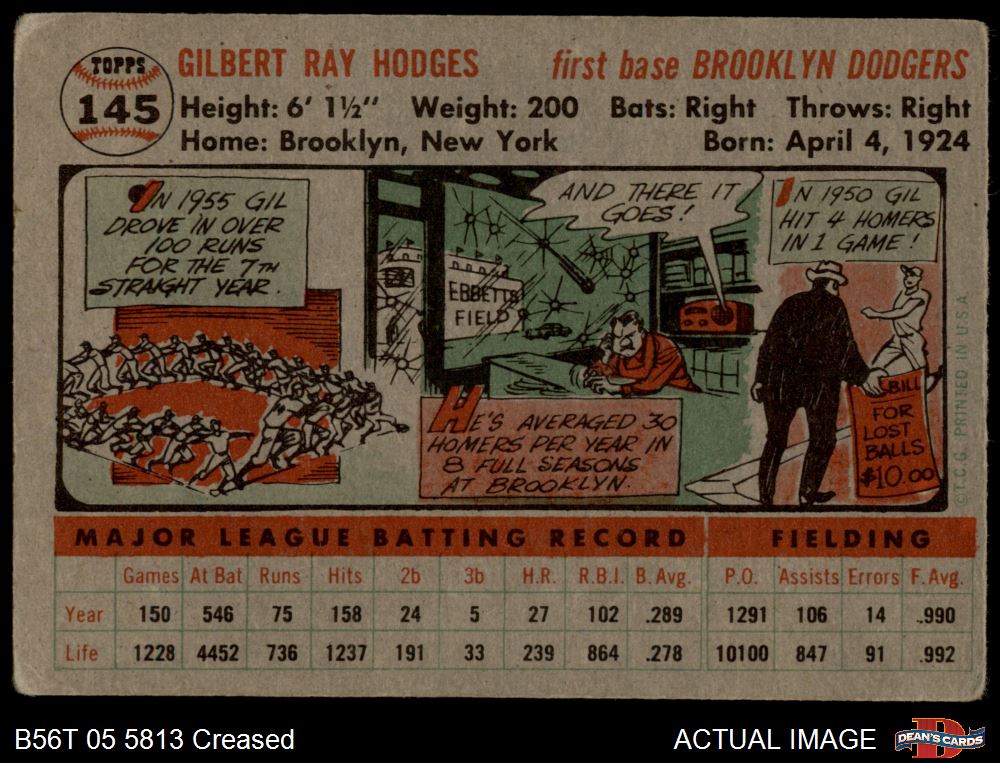 TOPPS
145
GILBERT RAY HODGES first base BROOKLYN DODGERS
Height: 6' 1½" Weight: 200 Bats: Right Throws: Right
Home: Brooklyn, New York Born: April 4, 1924
IN 1955 GIL
DROVE IN OVER
100 RUNS
FOR THE 7TH
STRAIGHT YEAR.
AND THERE IT
GOES!
EBBETTS
FIELD
HE'S AVERAGED 30
HOMERS PER YEAR IN
8 FULL SEASONS
AT BROOKLYN.
IN 1950 GIL
HIT 4 HOMERS
IN 1 GAME!
BILL
FOR
LOST
BALLS
$10.00
©T.C.G. PRINTED IN U.S.A.
MAJOR LEAGUE BATTING RECORD FIELDING
Games At Bat Runs Hits 2b 3b H.R. R.B.I. B. Avg. P.O. Assists Errors F. Avg.
Year 150 546 75 158 24 5 27 102 .289 1291 106 14 .990
Life 1228 4452 736 1237 191 33 239 864 .278 10100 847 91 .992
B56T 05 5813 Creased ACTUAL IMAGE
DEAN'S CARDS